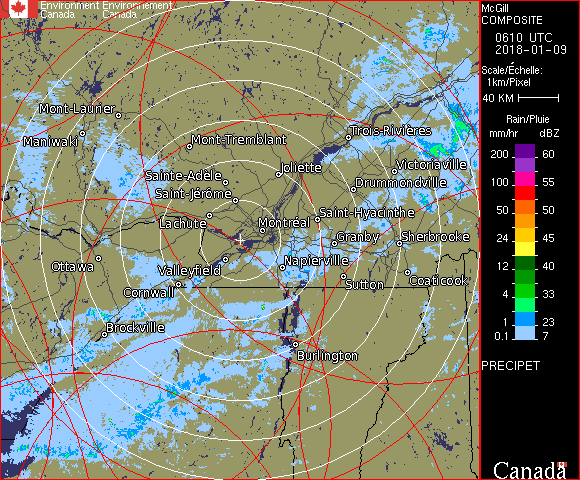 Environment Environnement
Canada Canada
McGill
COMPOSITE
0610 UTC
2018-01-09
Scale/Échelle:
1km/Pixel
40 KM
Rain/Pluie
mm/hr dBZ
200 60
100 55
50 50
24 45
12 40
4 33
1 23
0.1 7
PRECIPET
Canada
Mont-Laurier
Maniwaki
Mont-Tremblant
Trois-Rivières
Sainte-Adèle
Joliette
Victoriaville
Saint-Jérôme
Drummondville
Lachute
Montréal
Saint-Hyacinthe
Granby
Sherbrooke
Ottawa
Valleyfield
Napierville
Cornwall
Sutton
Coaticook
Brockville
Burlington